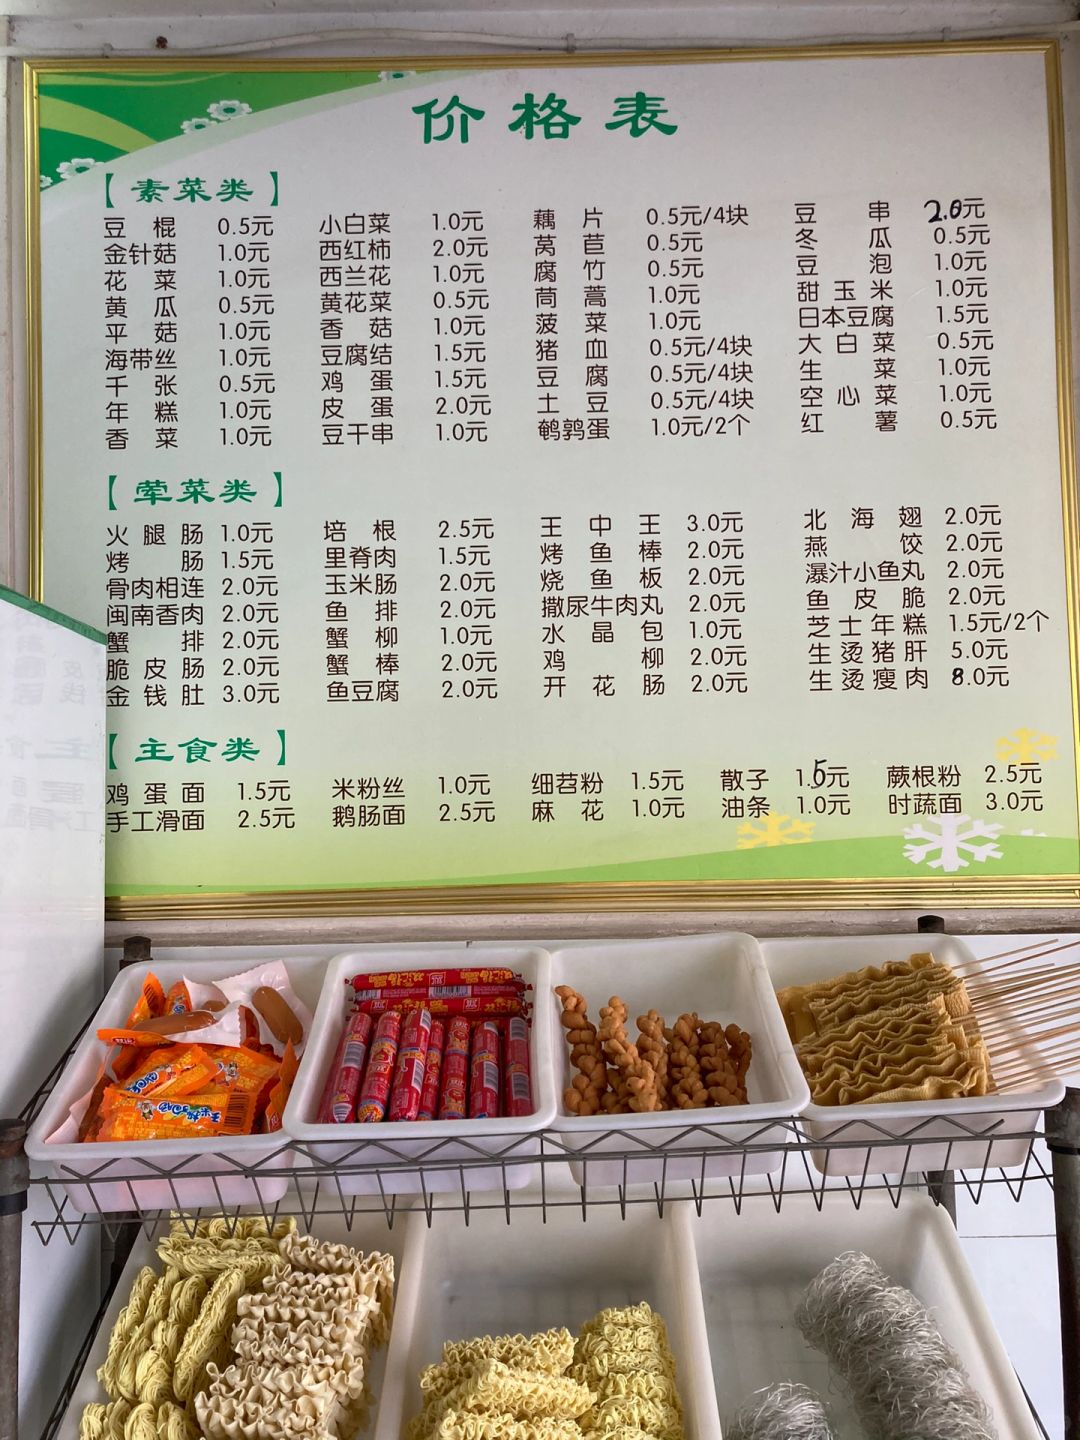 价格表
【素菜类】
豆棍 0.5元 小白菜 1.0元 藕片 0.5元/4块 豆串 2.0元
金针菇 1.0元 西红柿 2.0元 莴苣 0.5元 冬瓜 0.5元
花菜 1.0元 西兰花 1.0元 腐竹 0.5元 豆泡 1.0元
黄瓜 0.5元 黄花菜 0.5元 茼蒿 1.0元 甜玉米 1.0元
平菇 1.0元 香菇 1.0元 菠菜 1.0元 日本豆腐 1.5元
海带丝 1.0元 豆腐结 1.5元 猪血 0.5元/4块 大白菜 0.5元
千张 0.5元 鸡蛋 1.5元 豆腐 0.5元/4块 生菜 1.0元
年糕 1.0元 皮蛋 2.0元 土豆 0.5元/4块 空心菜 1.0元
香菜 1.0元 豆干串 1.0元 鹌鹑蛋 1.0元/2个 红薯 0.5元
【荤菜类】
火腿肠 1.0元 培根 2.5元 王中王 3.0元 北海翅 2.0元
烤肠 1.5元 里脊肉 1.5元 烤鱼棒 2.0元 燕饺 2.0元
骨肉相连 2.0元 玉米肠 2.0元 烧鱼板 2.0元 瀑汁小鱼丸 2.0元
闽南香肉 2.0元 鱼排 2.0元 撒尿牛肉丸 2.0元 鱼皮脆 2.0元
蟹排 2.0元 蟹柳 1.0元 水晶包 1.0元 芝士年糕 1.5元/2个
脆皮肠 2.0元 蟹棒 2.0元 鸡柳 2.0元 生烫猪肝 5.0元
金钱肚 3.0元 鱼豆腐 2.0元 开花肠 2.0元 生烫瘦肉 8.0元
【主食类】
鸡蛋面 1.5元 米粉丝 1.0元 细苕粉 1.5元 散子 1.5元 蕨根粉 2.5元
手工滑面 2.5元 鹅肠面 2.5元 麻花 1.0元 油条 1.0元 时蔬面 3.0元